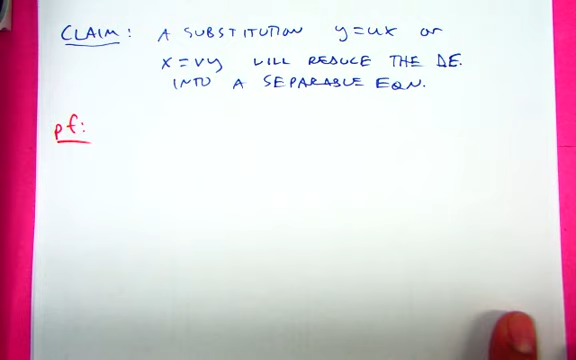 CLAIM: A SUBSTITUTION y=ux or
x=vy WILL REDUCE THE DE.
INTO A SEPARABLE EQN.
pf: